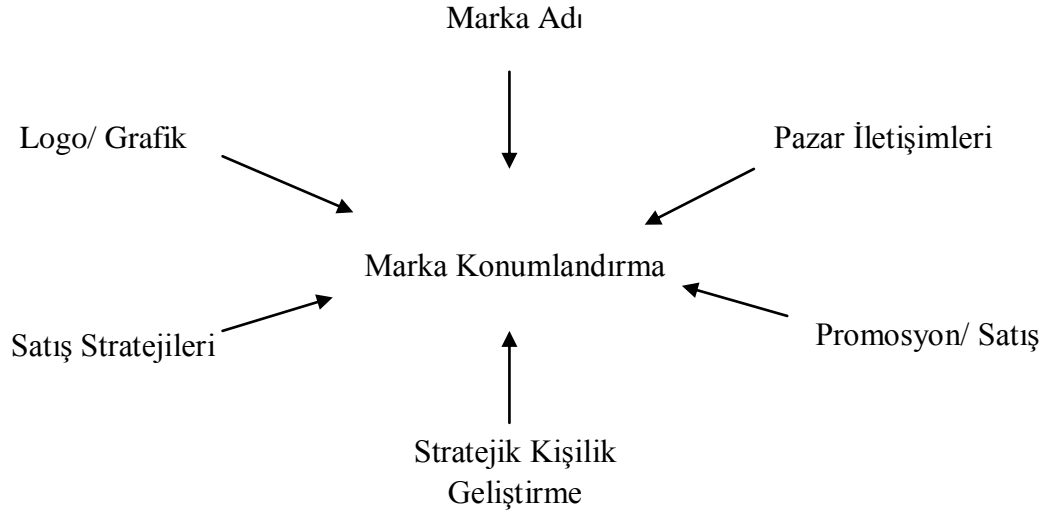 Marka Adı
Logo/ Grafik
Pazar İletişimleri
Marka Konumlandırma
Satış Stratejileri
Promosyon/ Satış
Stratejik Kişilik
Geliştirme